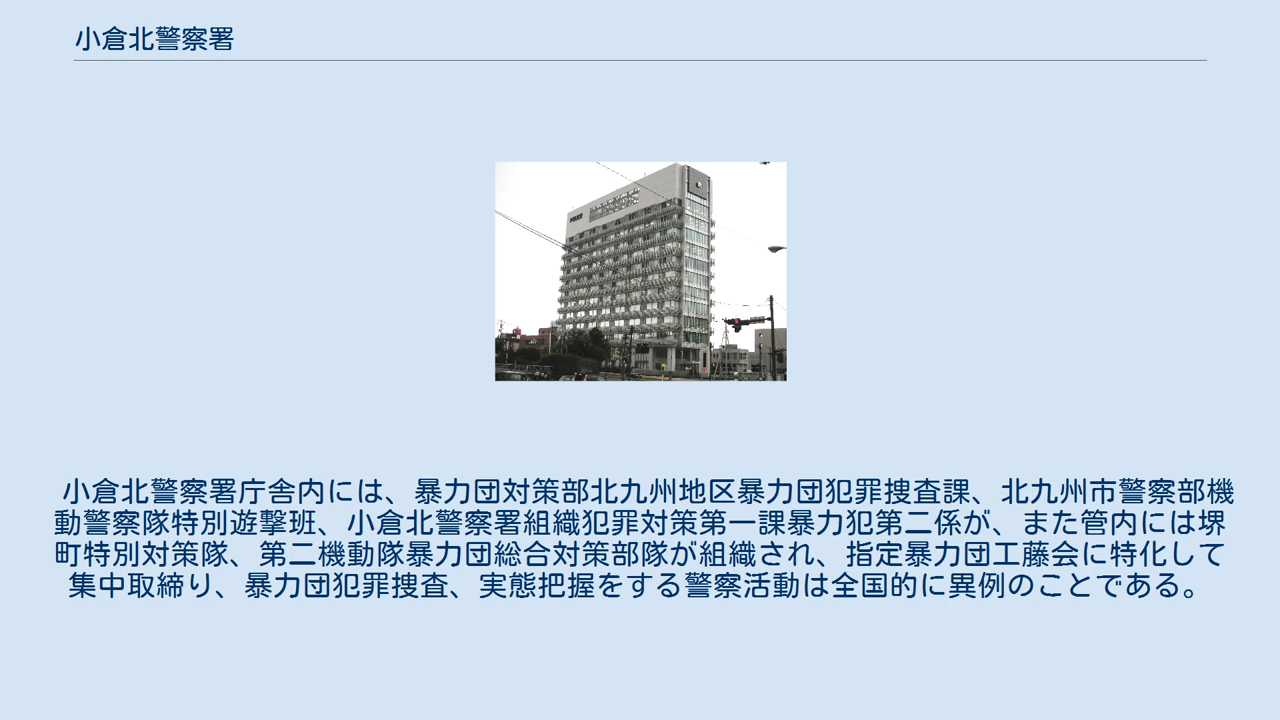 小倉北警察署
小倉北警察署庁舎内には、暴力団対策部北九州地区暴力団犯罪捜査課、北九州市警察部機
動警察隊特別遊撃班、小倉北警察署組織犯罪対策第一課暴力犯第二係が、また管内には堺
町特別対策隊、第二機動隊暴力団総合対策部隊が組織され、指定暴力団工藤会に特化して
集中取締り、暴力団犯罪捜査、実態把握をする警察活動は全国的に異例のことである。